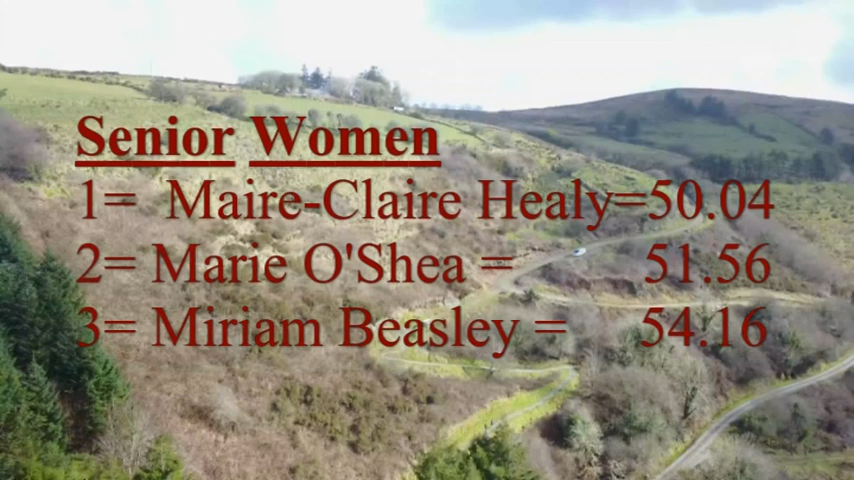 Senior Women
1= Maire-Claire Healy=50.04
2= Marie O'Shea = 51.56
3= Miriam Beasley = 54.16